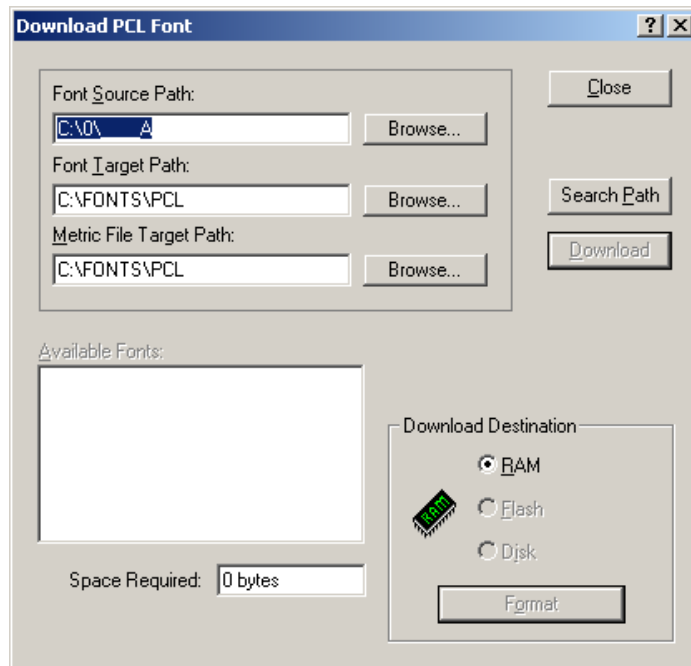 Download PCL Font
Font Source Path:
Close
C:\0\____A
Browse...
Font Target Path:
C:\FONTS\PCL
Browse...
Search Path
Metric File Target Path:
Download
C:\FONTS\PCL
Browse...
Available Fonts:
Download Destination
RAM
RAM
Flash
Disk
Space Required:
0 bytes
Format